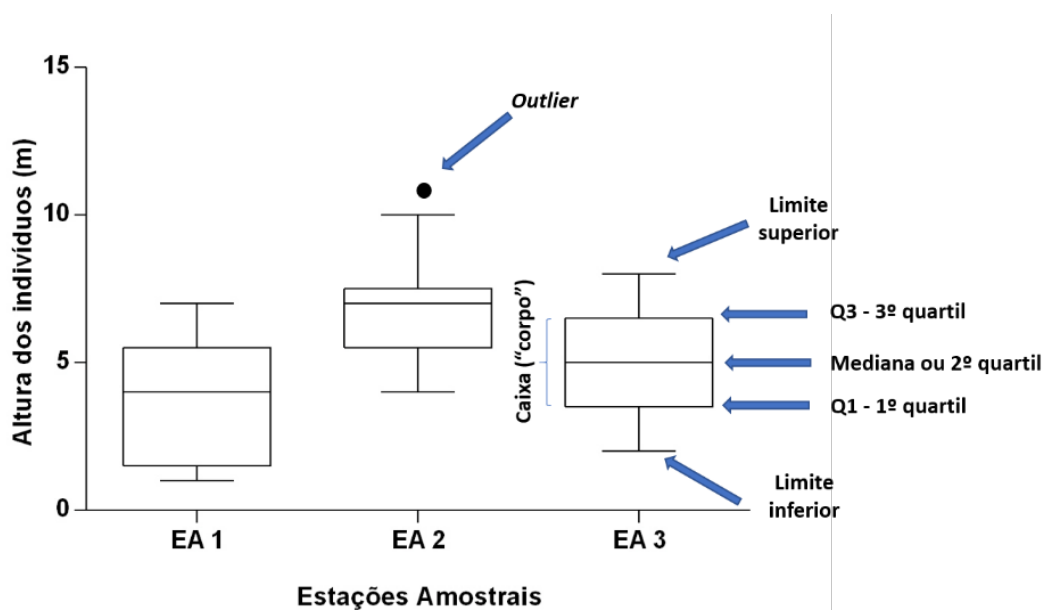 15
10
5
0
Altura dos indivíduos (m)
Outlier
Limite
superior
Caixa (“corpo”)
Q3 - 3º quartil
Mediana ou 2º quartil
Q1 - 1º quartil
Limite
inferior
EA 1
EA 2
EA 3
Estações Amostrais